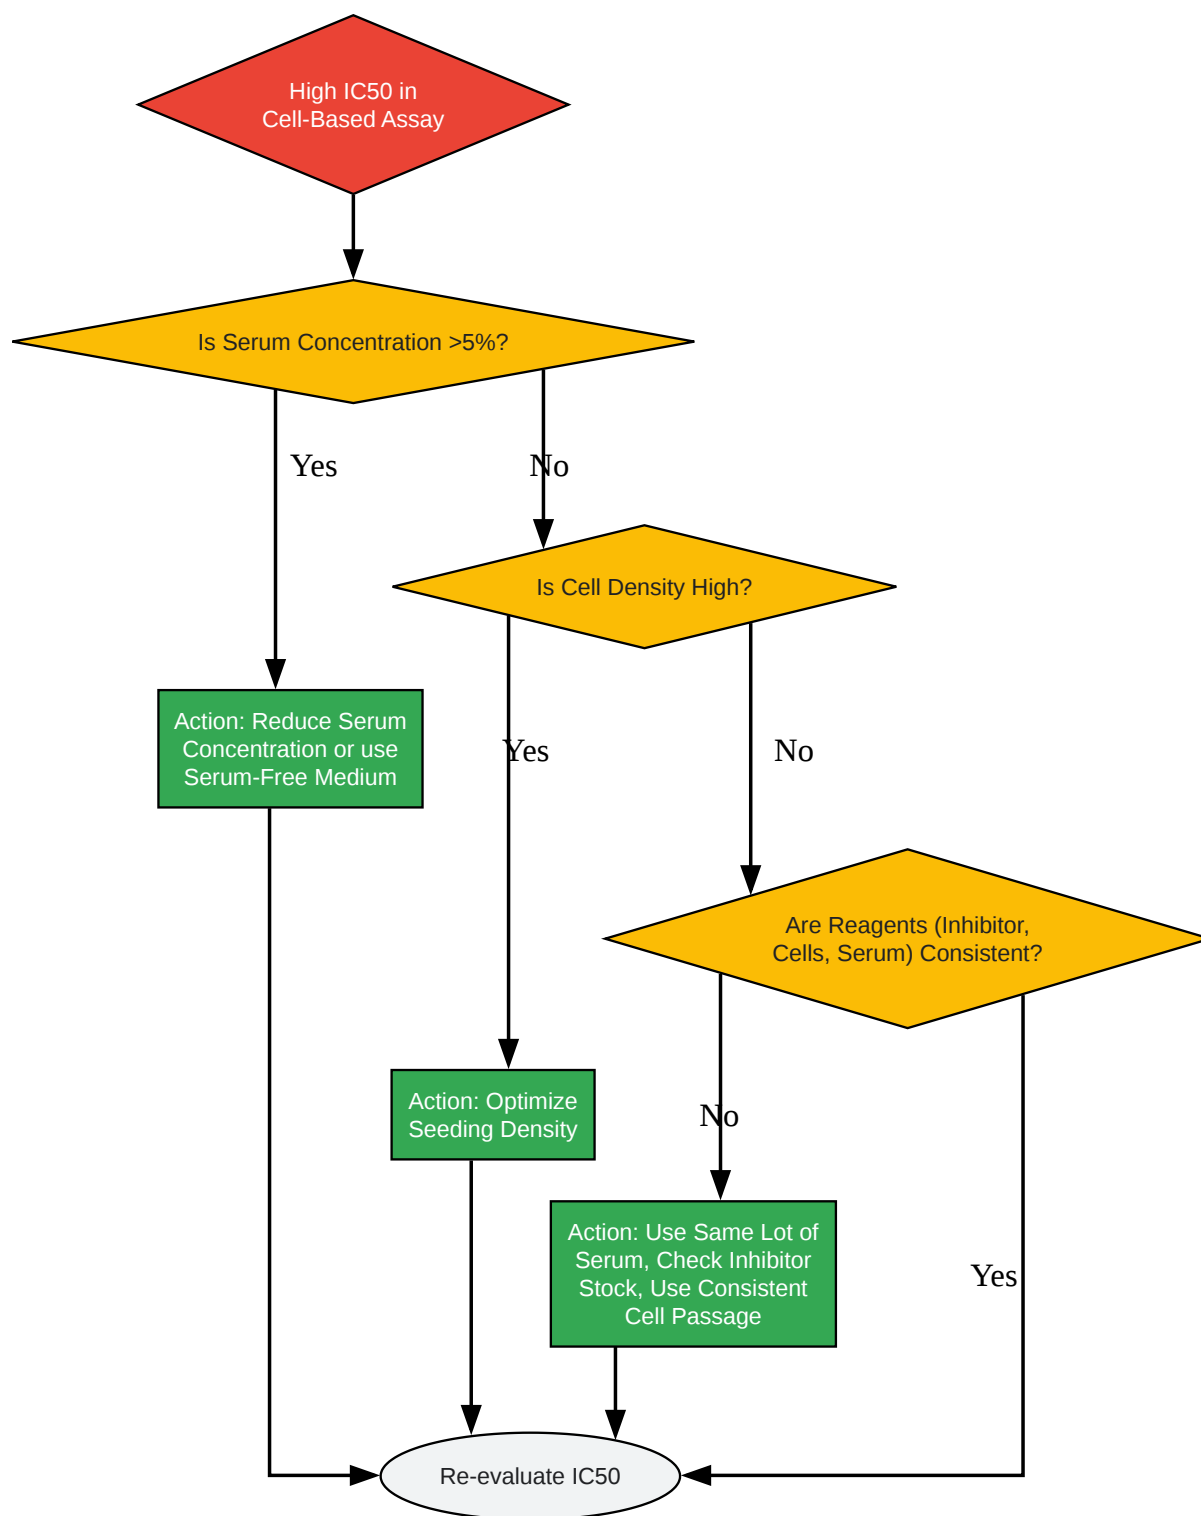 High IC50 in
Cell-Based Assay
Is Serum Concentration >5%?
Yes
No
Is Cell Density High?
Action: Reduce Serum
Concentration or use
Serum-Free Medium
Yes
No
Are Reagents (Inhibitor,
Cells, Serum) Consistent?
Action: Optimize
Seeding Density
No
Action: Use Same Lot of
Serum, Check Inhibitor
Stock, Use Consistent
Cell Passage
Yes
Re-evaluate IC50